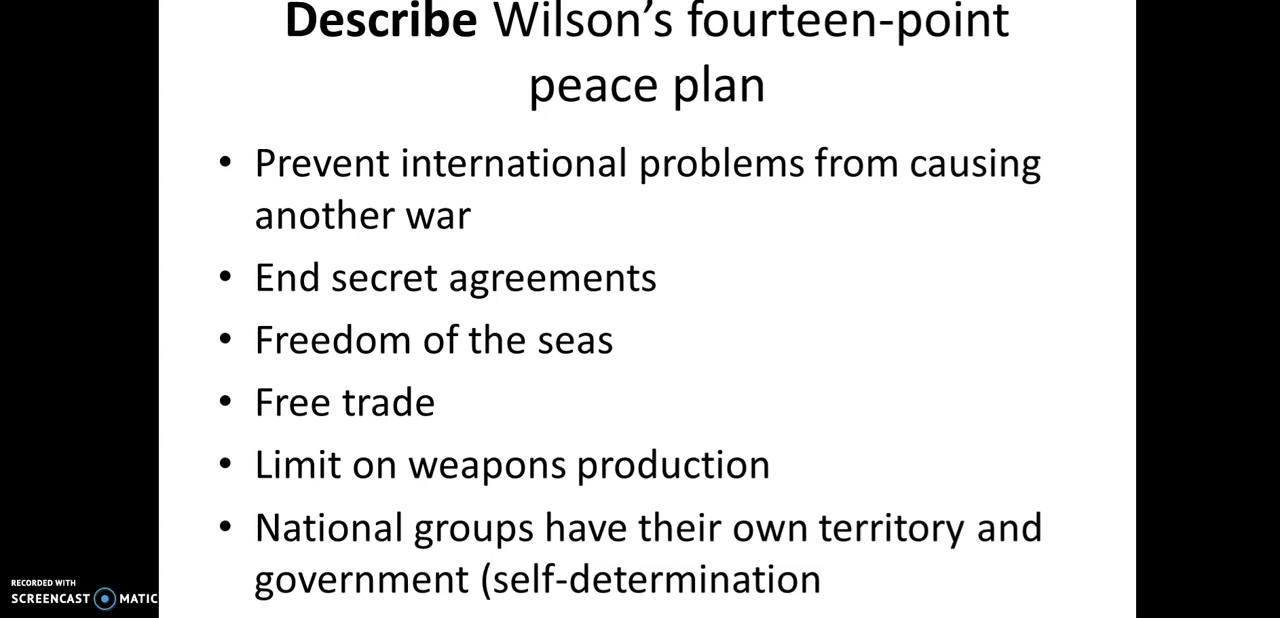 Describe Wilson’s fourteen-point
peace plan
• Prevent international problems from causing
another war
• End secret agreements
• Freedom of the seas
• Free trade
• Limit on weapons production
• National groups have their own territory and
government (self-determination
RECORDED WITH
SCREENCAST MATIC